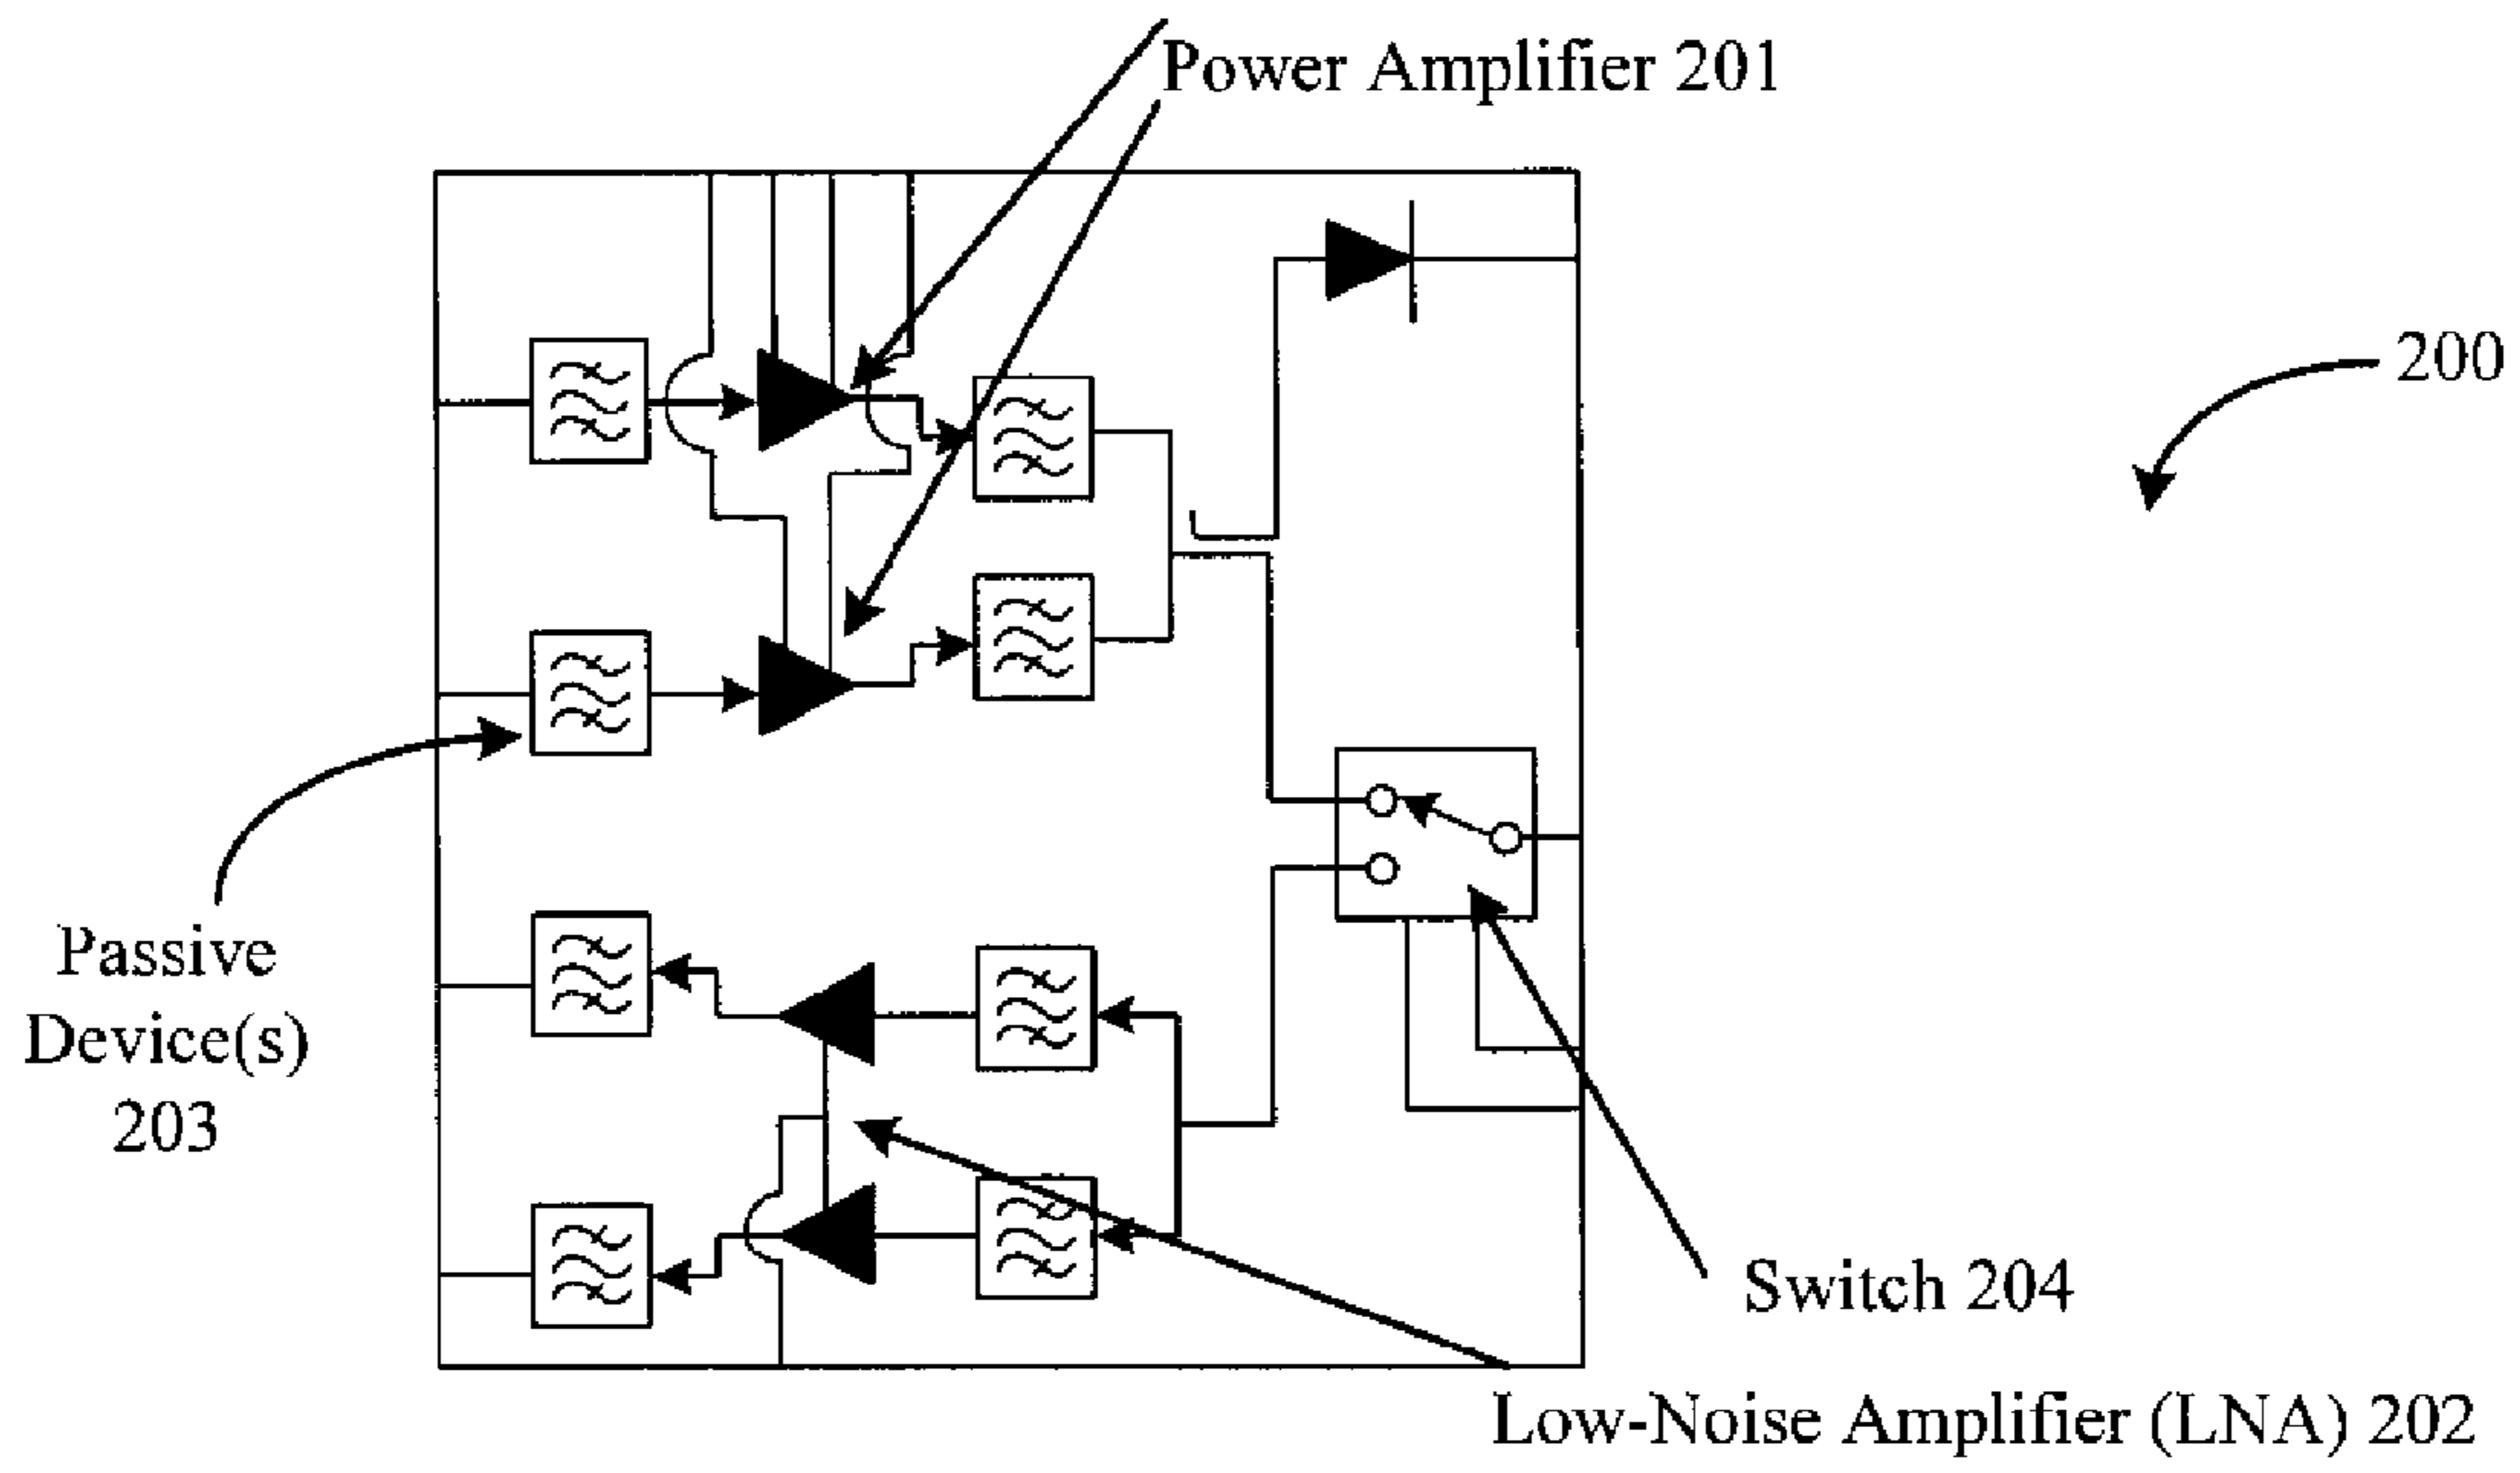 Power Amplifier 201
200
Passive
Device(s)
203
Switch 204
Low-Noise Amplifier (LNA) 202